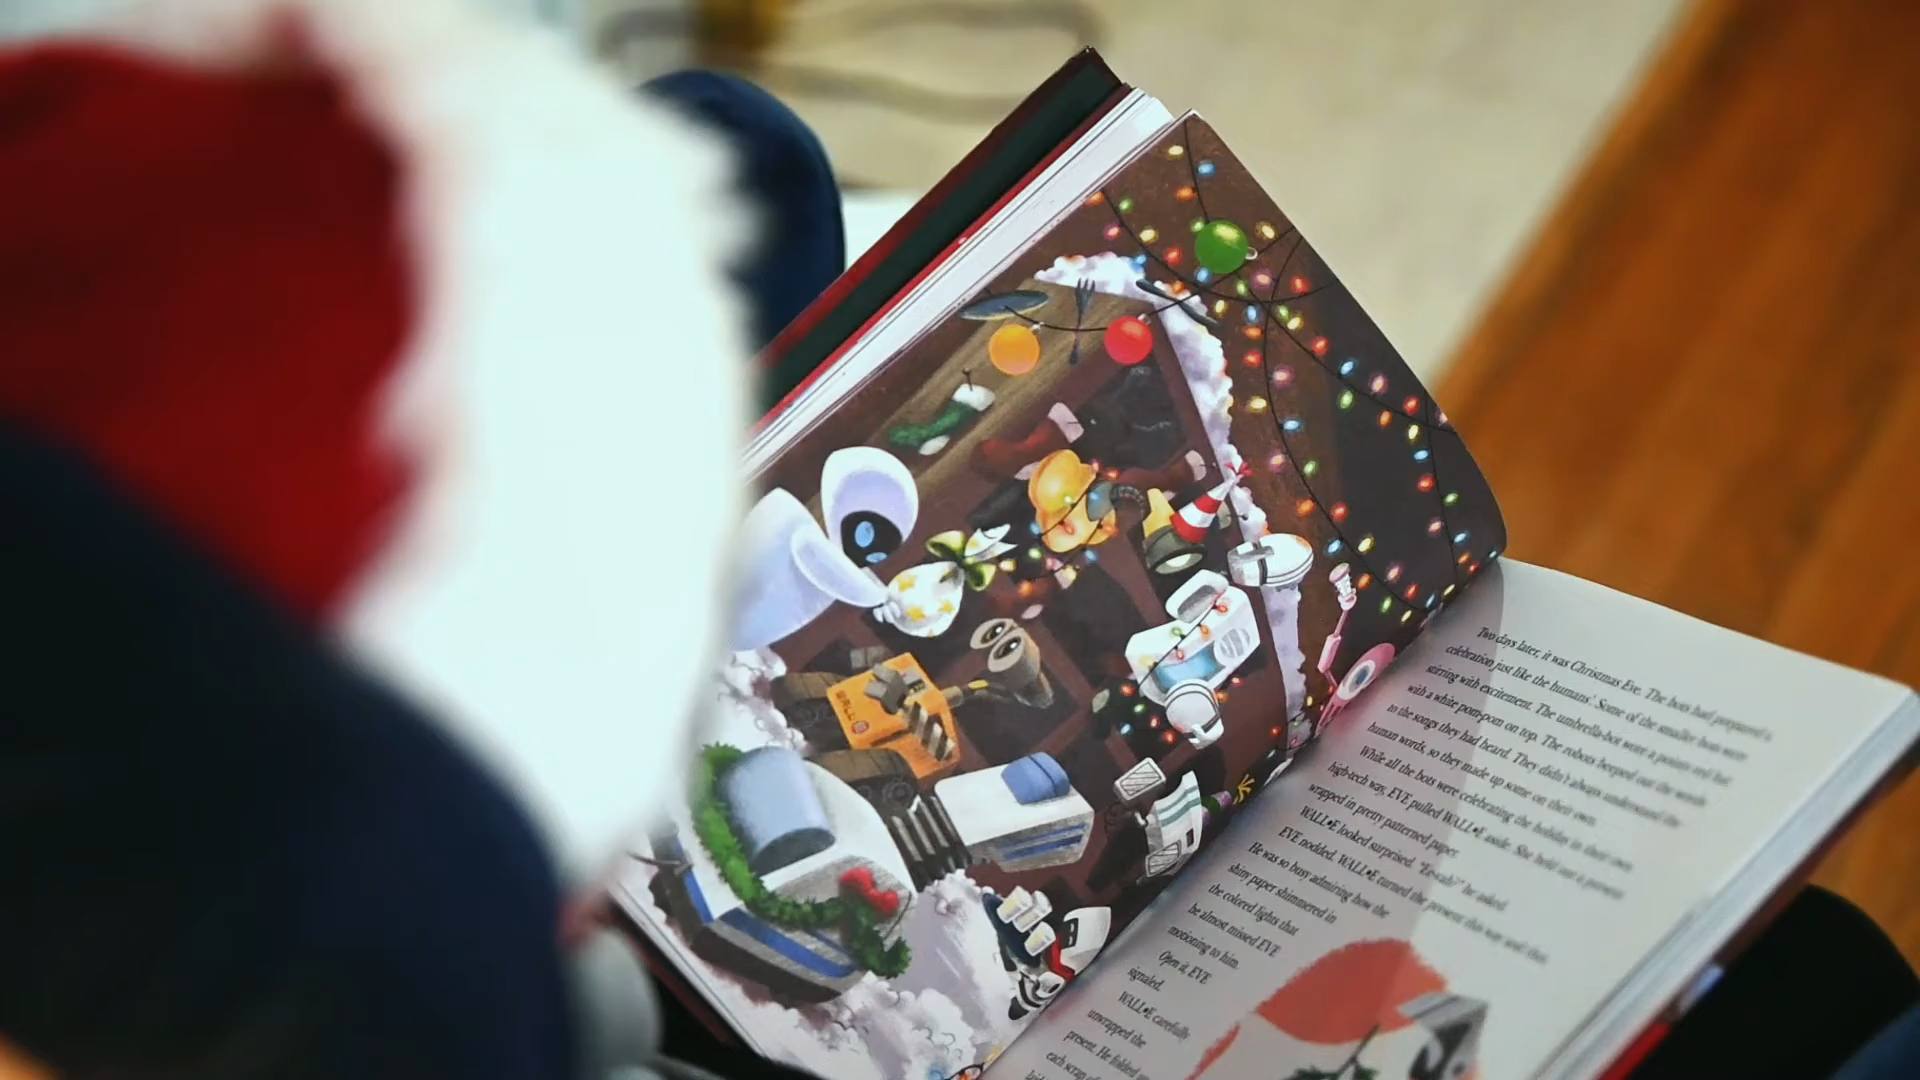 WALL•E
Two days later, it was Christmas Eve. The bots had prepared a
celebration just like the humans'. Some of the smaller bots were
stirring with excitement. The umbrella-bot wore a pointy red hat
with a white pom-pom on top. The robots beeped out the words
to the songs they had heard. They didn't always understand the
human words, so they made up some on their own.
While all the bots were celebrating the holiday in their own
high-tech way, EVE pulled WALL•E aside. She held out a present
wrapped in pretty patterned paper.
WALL•E looked surprised. "Ee-vah?" he asked.
EVE nodded. WALL•E turned the present this way and that.
He was so busy admiring how the
shiny paper shimmered in
the colored lights that
he almost missed EVE
motioning to him.
Open it, EVE
signaled.
WALL•E carefully
unwrapped the
present. He folded up
each scrap of